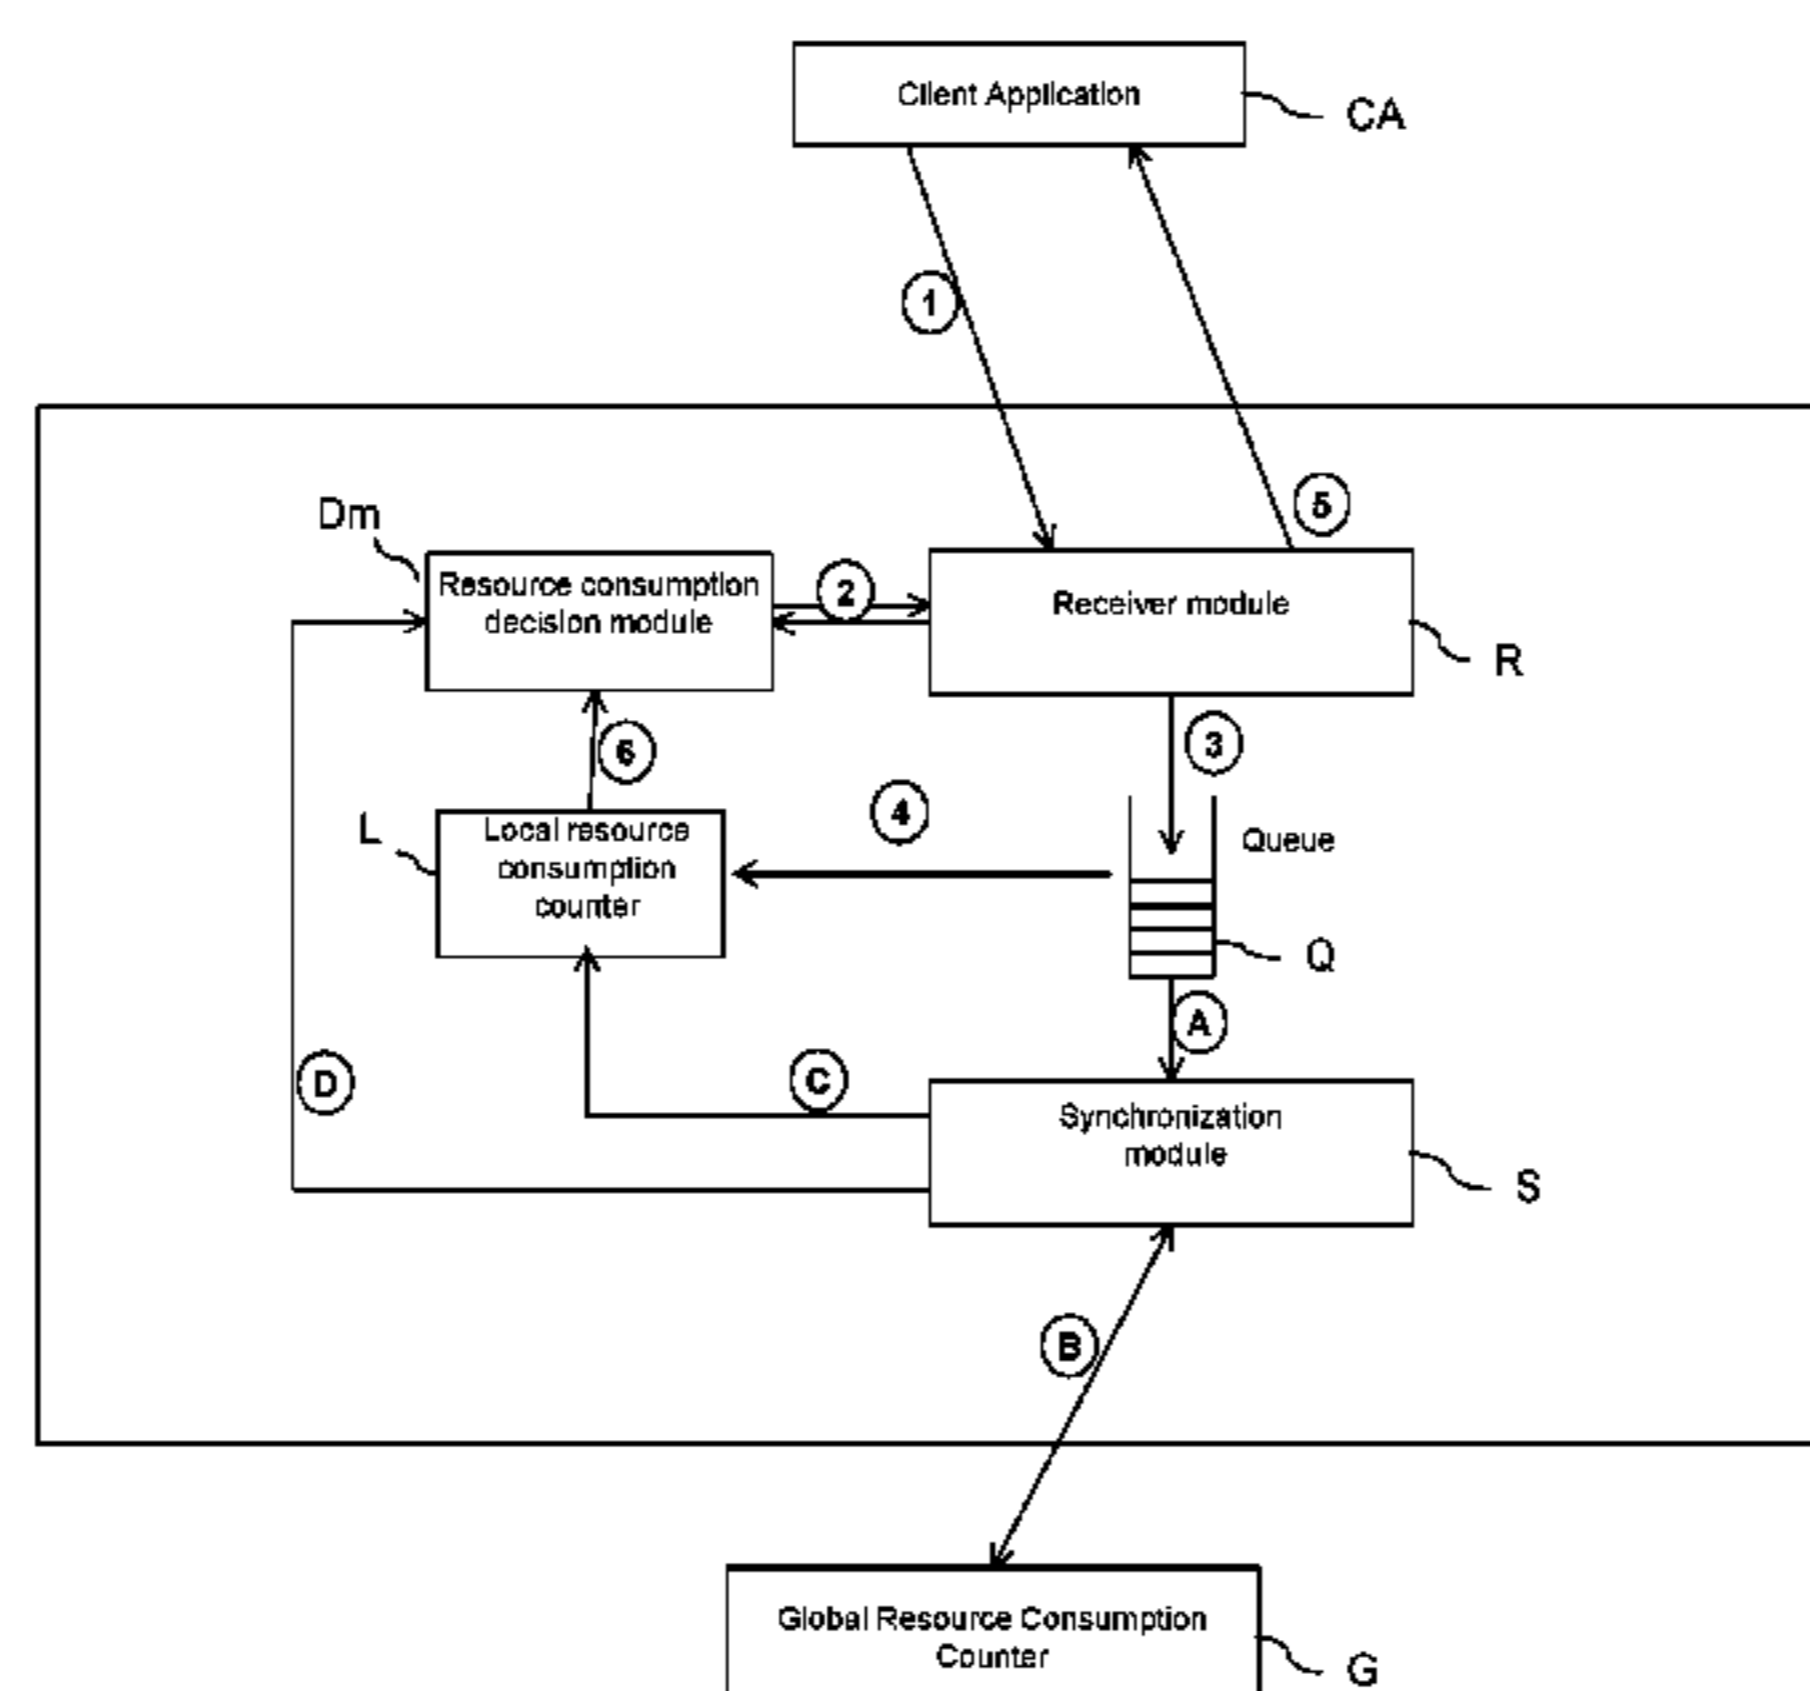 Client Application
CA
1
5
Dm
Resource consumption
decision module
2
Receiver module
R
6
3
4
L
Local resource
consumption
counter
Queue
Q
A
D
C
Synchronization
module
S
B
Global Resource Consumption
Counter
G